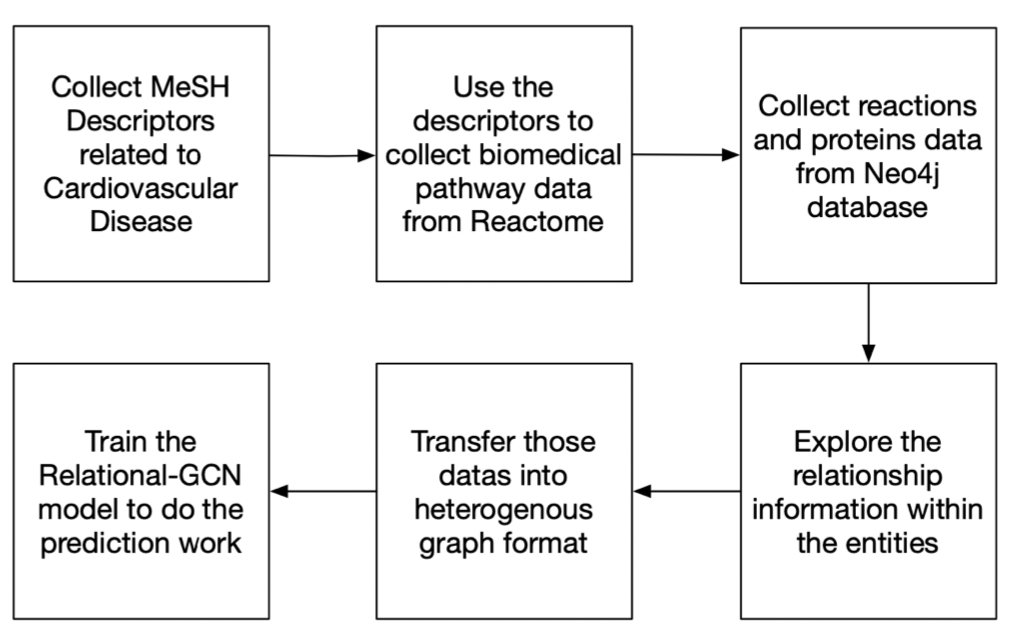 Collect MeSH
Descriptors
related to
Cardiovascular
Disease
Use the
descriptors to
collect biomedical
pathway data
from Reactome
Collect reactions
and proteins data
from Neo4j
database
Explore the
relationship
information within
the entities
Transfer those
datas into
heterogenous
graph format
Train the
Relational-GCN
model to do the
prediction work